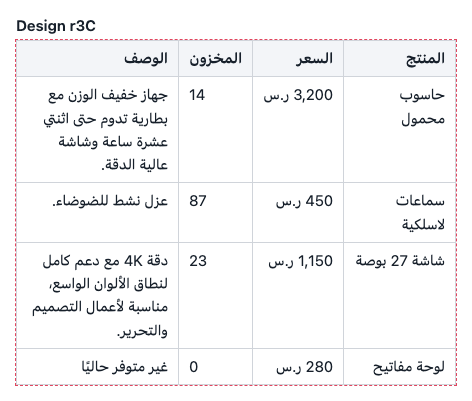 Design r3C
المنتج السعر المخزون الوصف
حاسوب محمول 3,200 ر.س 14 جهاز خفيف الوزن مع بطارية تدوم حتى اثنتي عشرة ساعة وشاشة عالية الدقة.
سماعات لاسلكية 450 ر.س 87 عزل نشط للضوضاء.
شاشة 27 بوصة 1,150 ر.س 23 دقة 4K مع دعم كامل لنطاق الألوان الواسع، مناسبة لأعمال التصميم والتحرير.
لوحة مفاتيح 280 ر.س 0 غير متوفر حاليًا